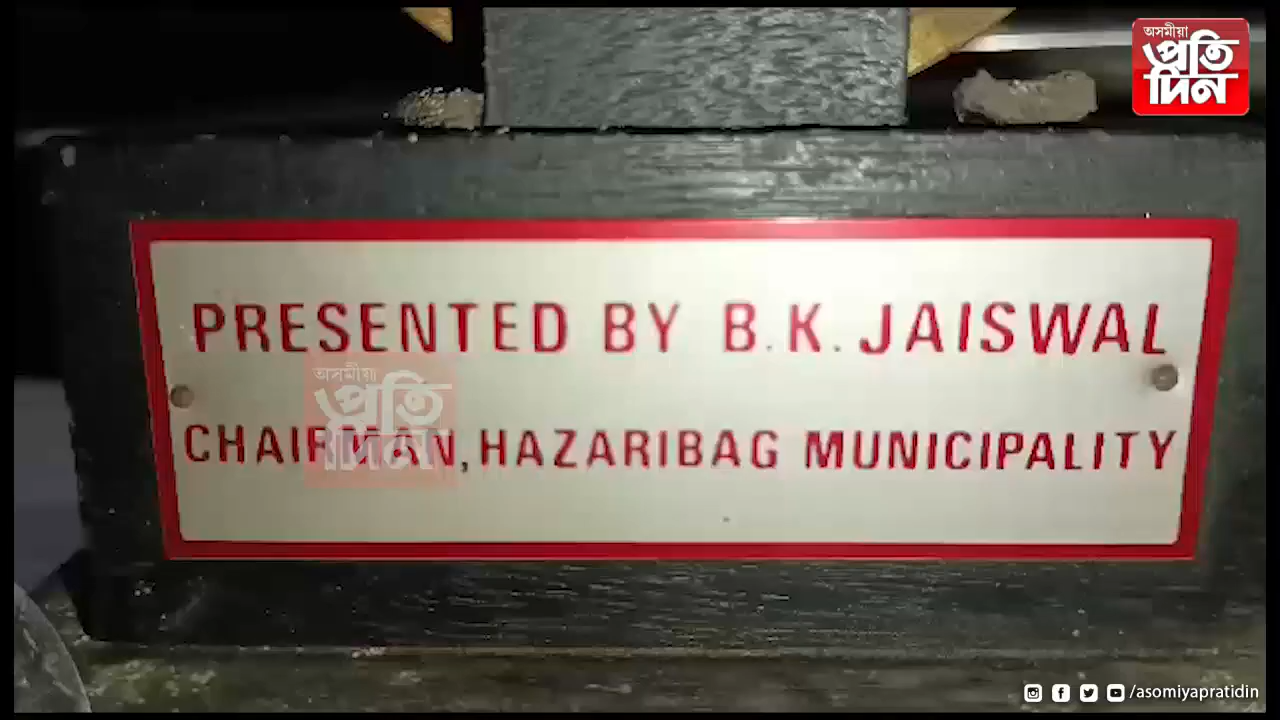 অসমীয়া
প্ৰতি
দিন
PRESENTED BY B.K. JAISWAL
অসমীয়া
প্ৰতি
দিন
CHAIRMAN, HAZARIBAG MUNICIPALITY
/asomiyapratidin